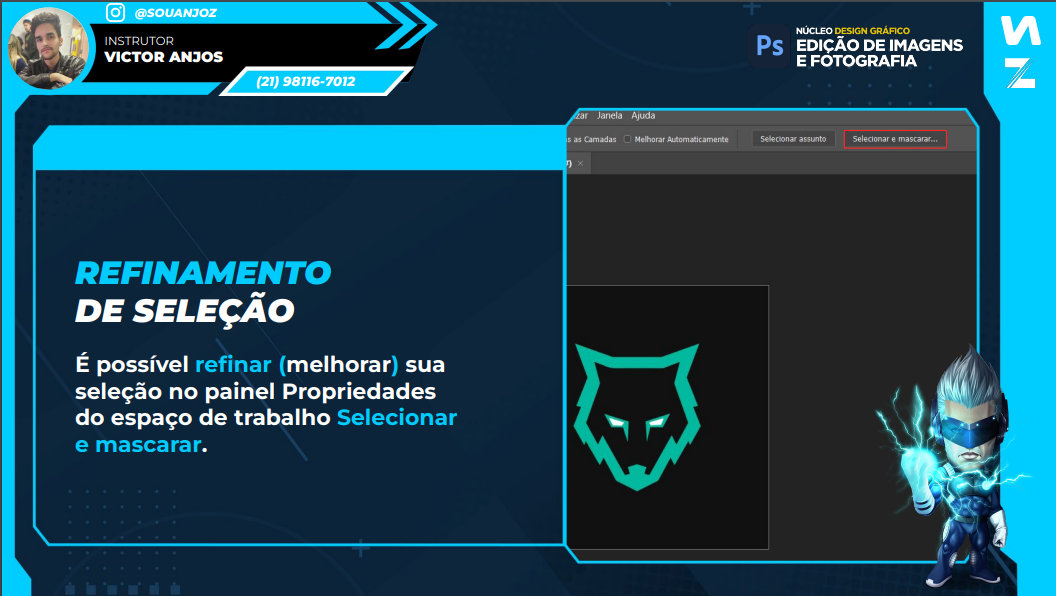 @SOUANJOZ
INSTRUTOR
VICTOR ANJOS
(21) 98116-7012
Ps
NÚCLEO DESIGN GRÁFICO
EDIÇÃO DE IMAGENS
E FOTOGRAFIA
REFINAMENTO
DE SELEÇÃO
É possível refinar (melhorar) sua
seleção no painel Propriedades
do espaço de trabalho Selecionar
e mascarar.
Janela Ajuda
as Camadas Melhorar Automaticamente Selecionar assunto Selecionar e mascarar...